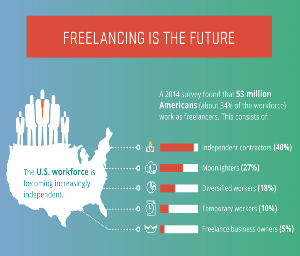 FREELANCING IS THE FUTURE
A 2014 survey found that 53 million
Americans (about 34% of the workforce)
work as freelancers. This consists of:
Independent contractors (40%)
Moonlighters (27%)
Diversified workers (18%)
Temporary workers (10%)
Freelance business owners (5%)
The U.S. workforce is
becoming increasingly
independent.